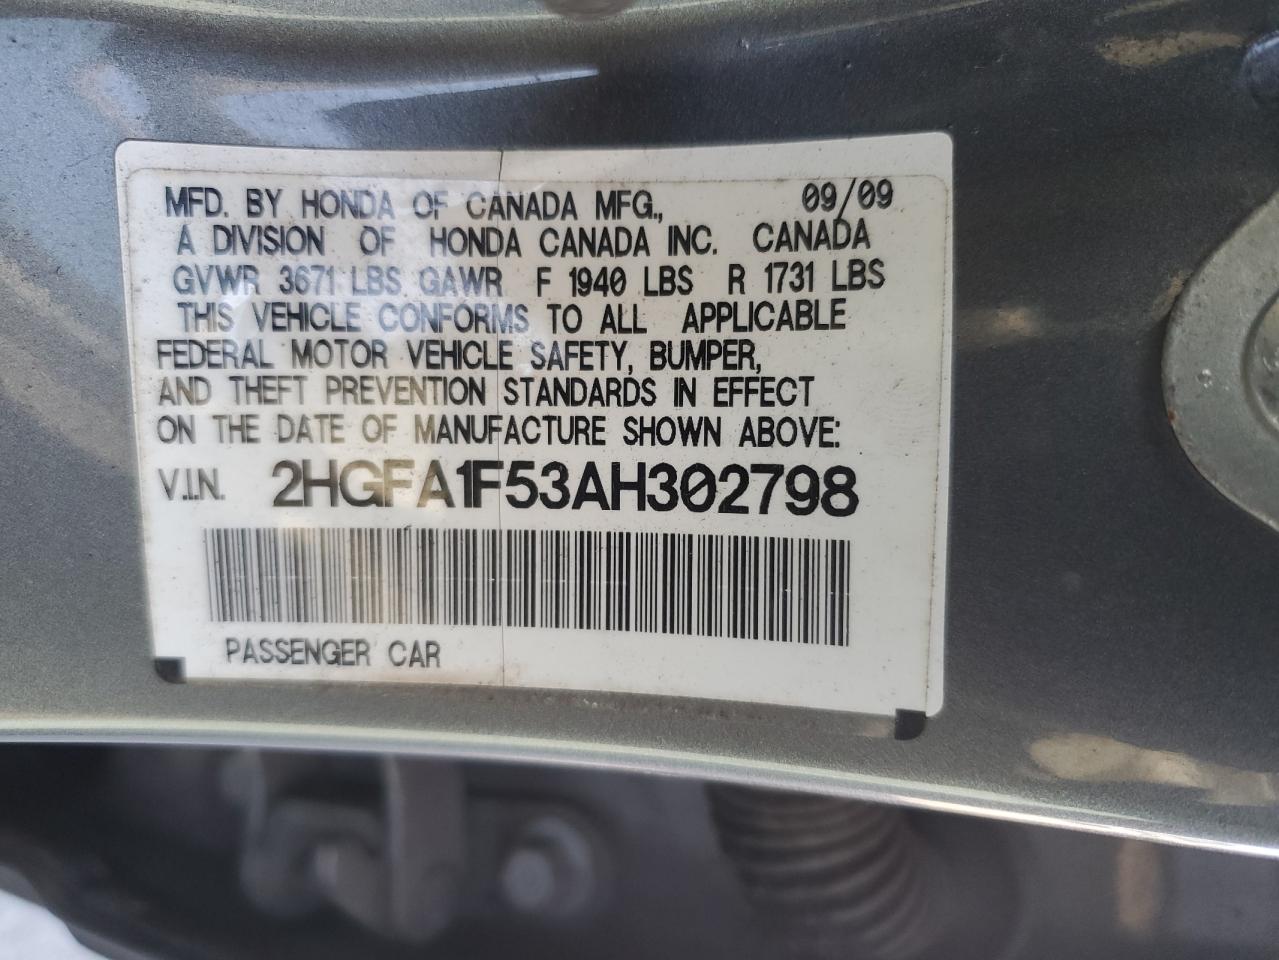 MFD. BY HONDA OF CANADA MFG., 09/09
A DIVISION OF HONDA CANADA INC. CANADA
GVWR 3671 LBS GAWR F 1940 LBS R 1731 LBS
THIS VEHICLE CONFORMS TO ALL APPLICABLE
FEDERAL MOTOR VEHICLE SAFETY, BUMPER,
AND THEFT PREVENTION STANDARDS IN EFFECT
ON THE DATE OF MANUFACTURE SHOWN ABOVE:
V.I.N. 2HGFA1F53AH302798
PASSENGER CAR